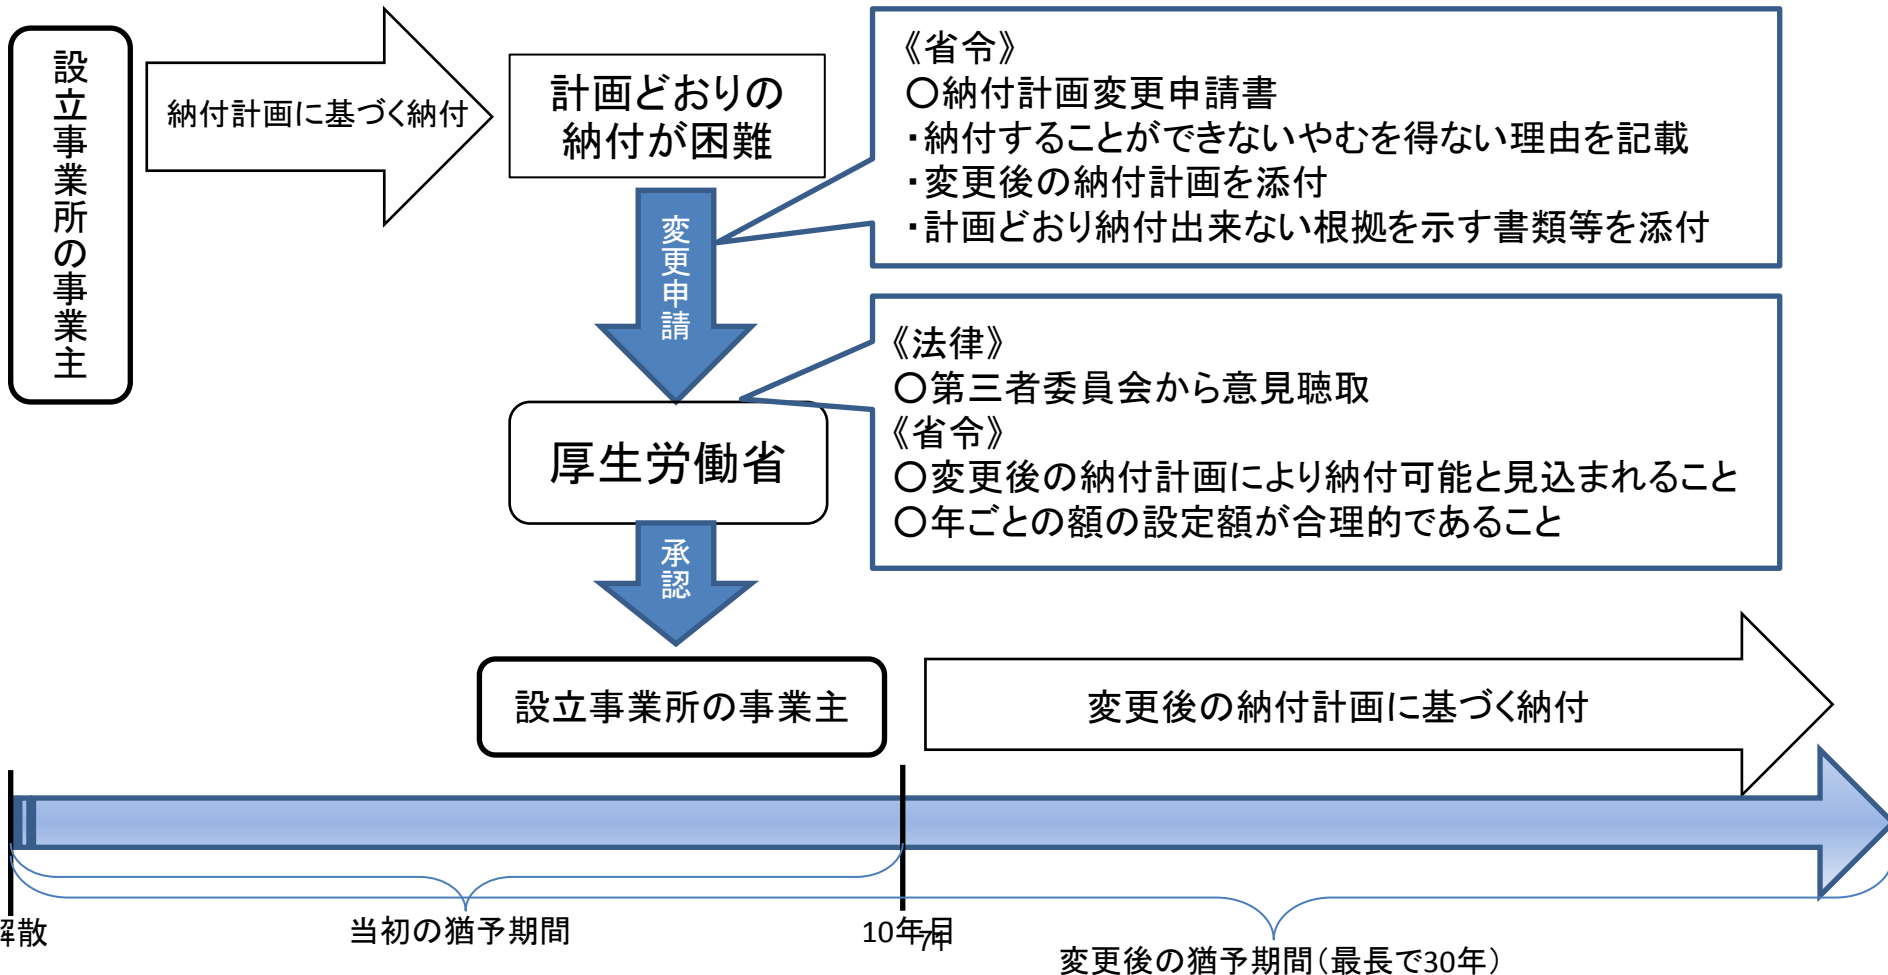 設立事業所の事業主
納付計画に基づく納付
計画どおりの
納付が困難
《省令》
○納付計画変更申請書
・納付することができないやむを得ない理由を記載
・変更後の納付計画を添付
・計画どおり納付出来ない根拠を示す書類等を添付
変更申請
《法律》
○第三者委員会から意見聴取
《省令》
○変更後の納付計画により納付可能と見込まれること
○年ごとの額の設定額が合理的であること
厚生労働省
承認
設立事業所の事業主
変更後の納付計画に基づく納付
解散
当初の猶予期間
10年目
変更後の猶予期間（最長で30年）